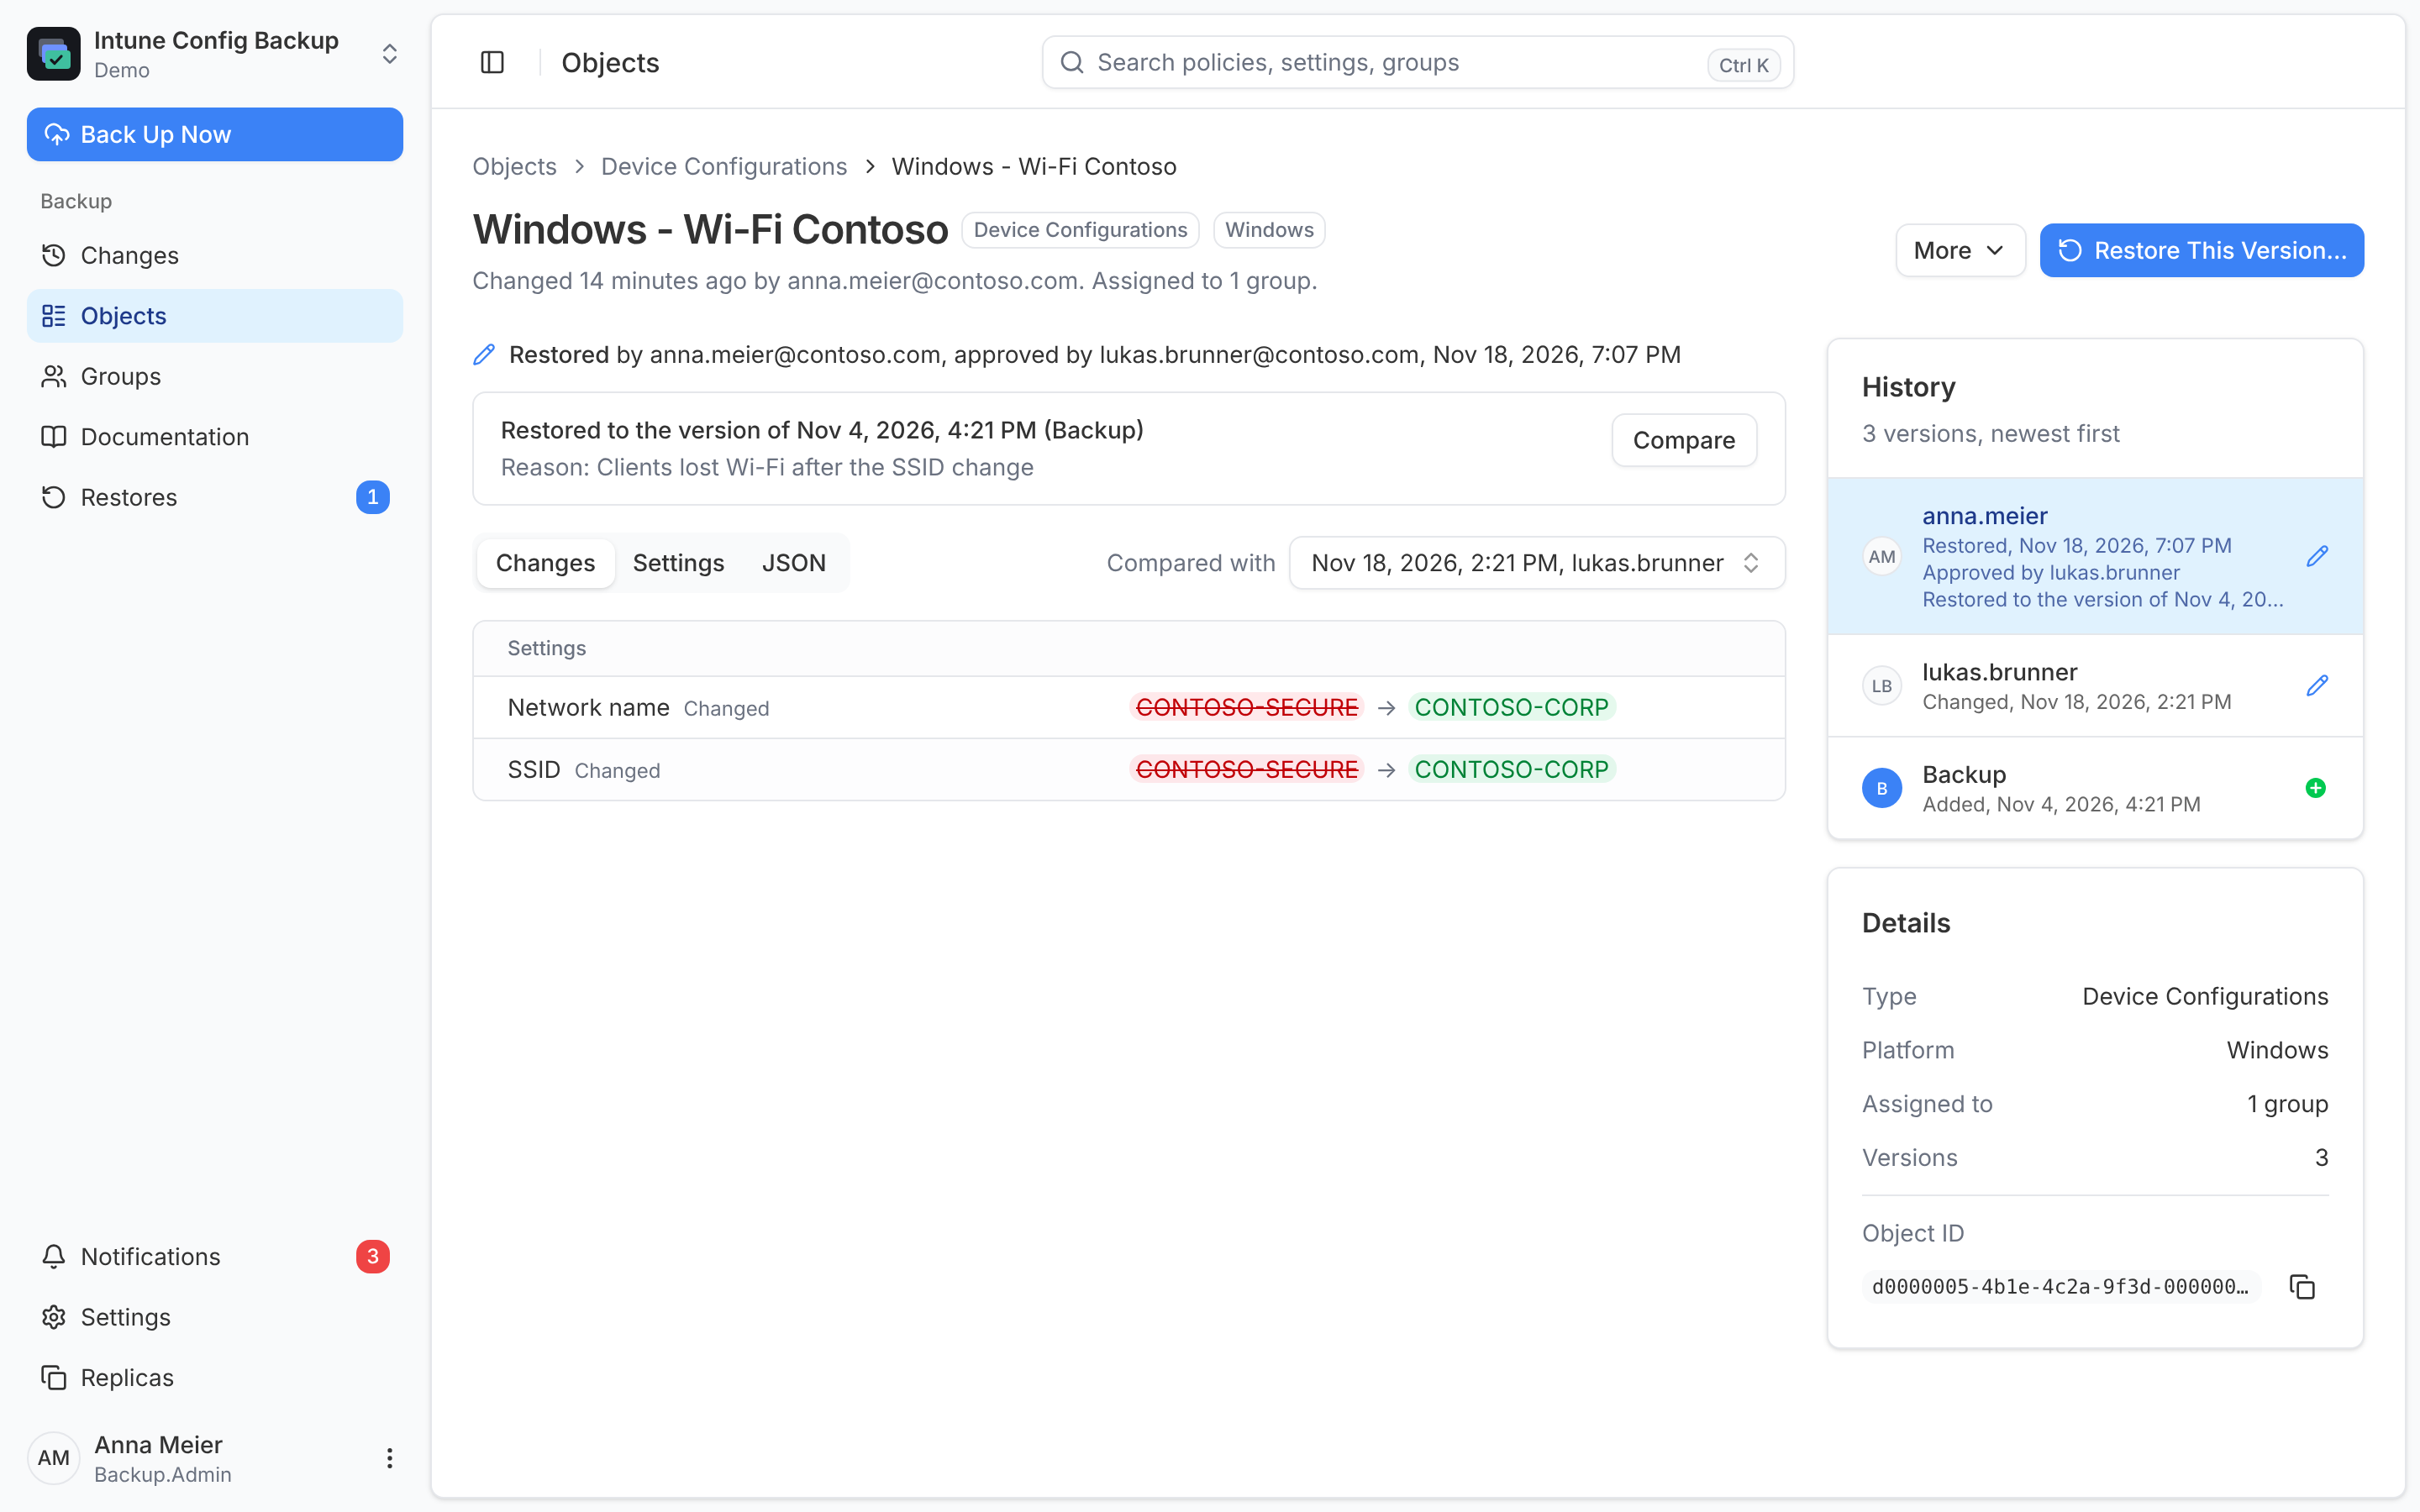 Intune Config Backup
Demo
Back Up Now
Backup
Changes
Objects
Groups
Documentation
Restores 1
Notifications 3
Settings
Replicas
AM Anna Meier
Backup.Admin
Objects
Search policies, settings, groups Ctrl K
Objects > Device Configurations > Windows - Wi-Fi Contoso
Windows - Wi-Fi Contoso Device Configurations Windows
Changed 14 minutes ago by anna.meier@contoso.com. Assigned to 1 group.
More Restore This Version...
Restored by anna.meier@contoso.com, approved by lukas.brunner@contoso.com, Nov 18, 2026, 7:07 PM
Restored to the version of Nov 4, 2026, 4:21 PM (Backup)
Reason: Clients lost Wi-Fi after the SSID change
Compare
Changes Settings JSON
Compared with Nov 18, 2026, 2:21 PM, lukas.brunner
Settings
Network name Changed CONTOSO-SECURE → CONTOSO-CORP
SSID Changed CONTOSO-SECURE → CONTOSO-CORP
History
3 versions, newest first
AM anna.meier
Restored, Nov 18, 2026, 7:07 PM
Approved by lukas.brunner
Restored to the version of Nov 4, 20...
LB lukas.brunner
Changed, Nov 18, 2026, 2:21 PM
B Backup
Added, Nov 4, 2026, 4:21 PM
Details
Type Device Configurations
Platform Windows
Assigned to 1 group
Versions 3
Object ID
d0000005-4b1e-4c2a-9f3d-000000…